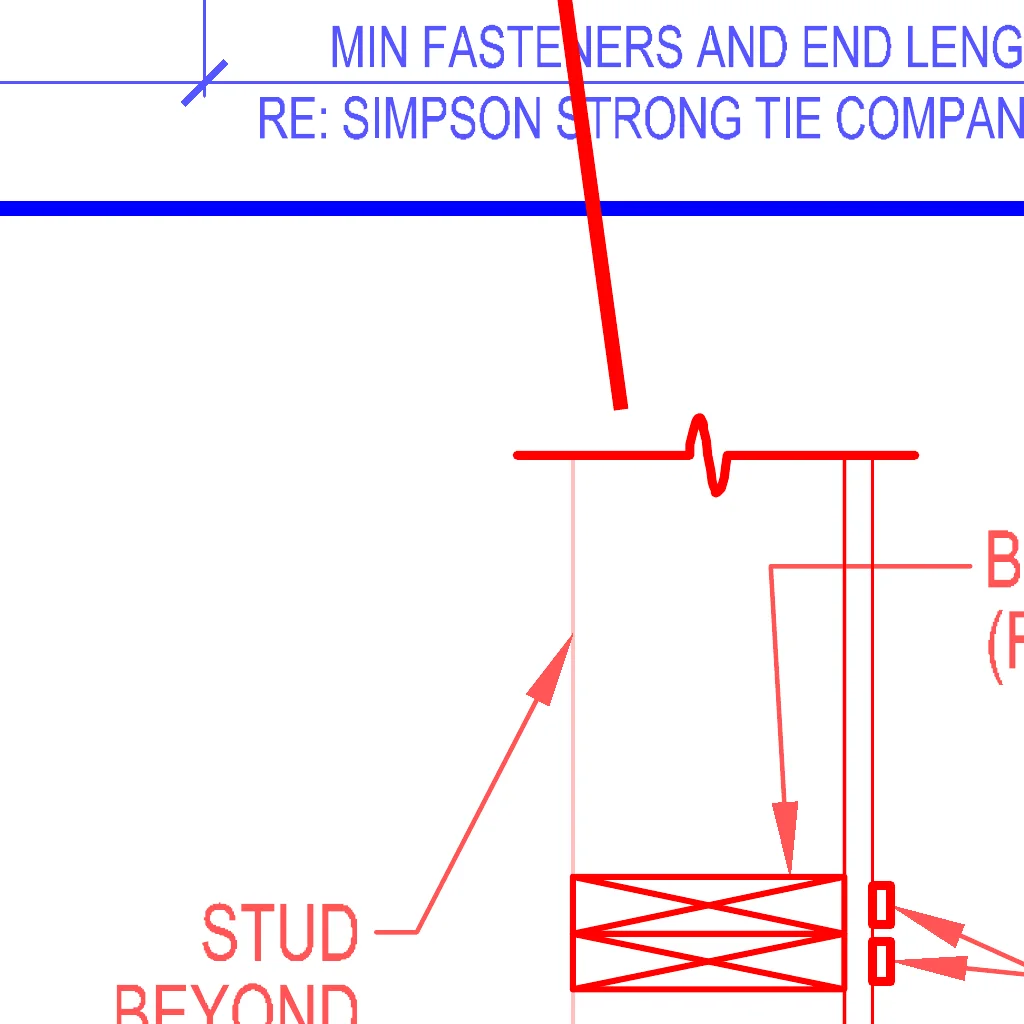 MIN FASTENERS AND END LENG
RE: SIMPSON STRONG TIE COMPAN
B
(F
STUD
BEYOND